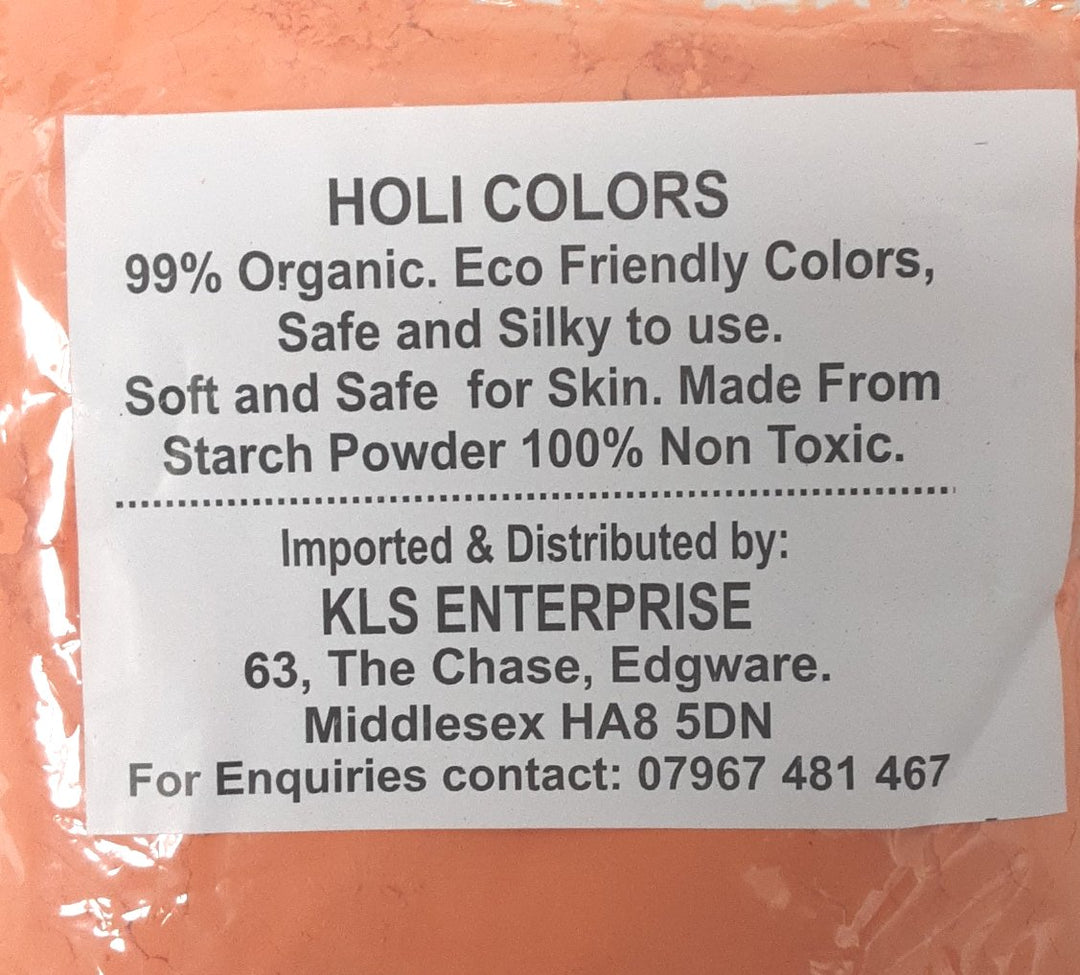 HOLI COLORS
99% Organic. Eco Friendly Colors,
Safe and Silky to use.
Soft and Safe for Skin. Made From
Starch Powder 100% Non Toxic.
Imported & Distributed by:
KLS ENTERPRISE
63, The Chase, Edgware.
Middlesex HA8 5DN
For Enquiries contact: 07967 481 467